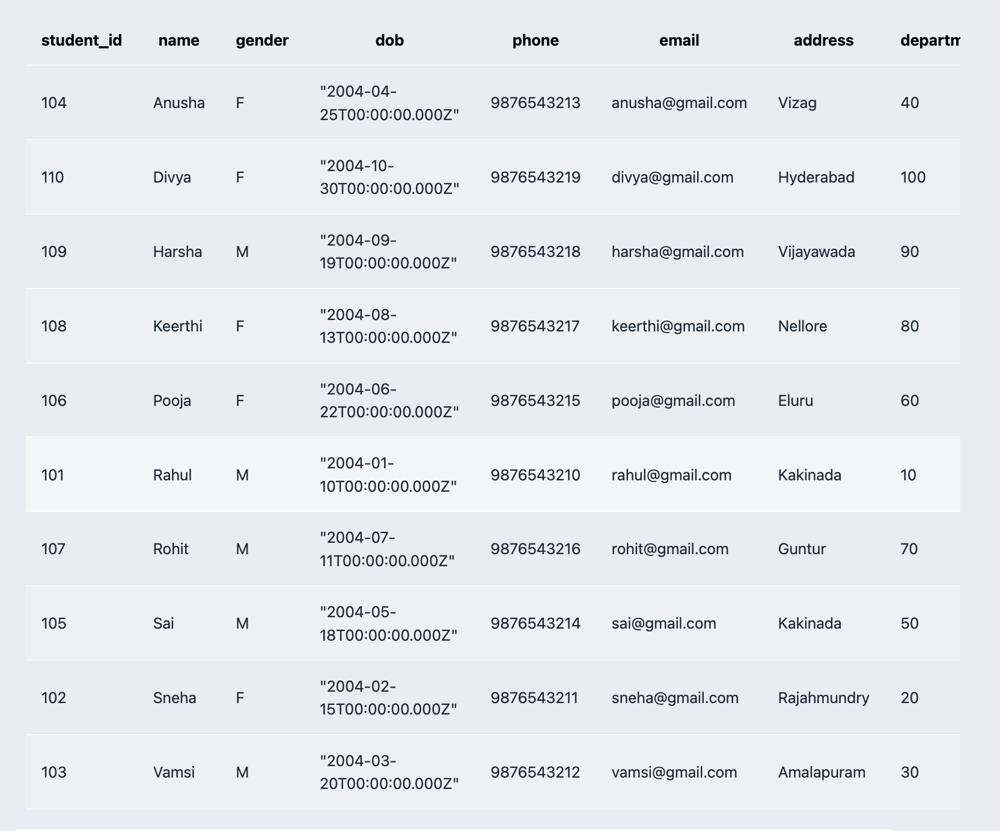 student_id name gender dob phone email address departm
104 Anusha F "2004-04-25T00:00:00.000Z" 9876543213 anusha@gmail.com Vizag 40
110 Divya F "2004-10-30T00:00:00.000Z" 9876543219 divya@gmail.com Hyderabad 100
109 Harsha M "2004-09-19T00:00:00.000Z" 9876543218 harsha@gmail.com Vijayawada 90
108 Keerthi F "2004-08-13T00:00:00.000Z" 9876543217 keerthi@gmail.com Nellore 80
106 Pooja F "2004-06-22T00:00:00.000Z" 9876543215 pooja@gmail.com Eluru 60
101 Rahul M "2004-01-10T00:00:00.000Z" 9876543210 rahul@gmail.com Kakinada 10
107 Rohit M "2004-07-11T00:00:00.000Z" 9876543216 rohit@gmail.com Guntur 70
105 Sai M "2004-05-18T00:00:00.000Z" 9876543214 sai@gmail.com Kakinada 50
102 Sneha F "2004-02-15T00:00:00.000Z" 9876543211 sneha@gmail.com Rajahmundry 20
103 Vamsi M "2004-03-20T00:00:00.000Z" 9876543212 vamsi@gmail.com Amalapuram 30